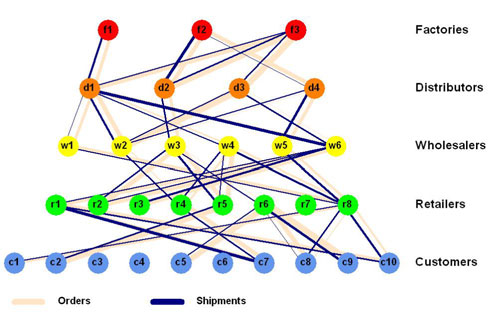 f1 f2 f3 Factories
d1 d2 d3 d4 Distributors
w1 w2 w3 w4 w5 w6 Wholesalers
r1 r2 r3 r4 r5 r6 r7 r8 Retailers
c1 c2 c3 c4 c5 c6 c7 c8 c9 c10 Customers
Orders Shipments